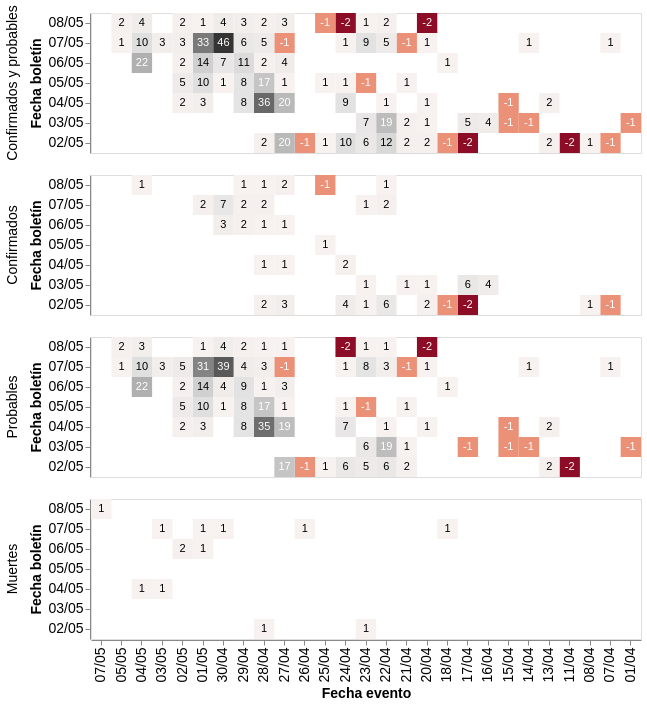 Confirmados y probables
Fecha boletín
08/05 2 4 2 1 4 3 2 3 -1 -2 1 2 -2
07/05 1 10 3 3 33 46 6 5 -1 1 9 5 -1 1 1 1
06/05 22 2 14 7 11 2 4 1
05/05 5 10 1 8 17 1 1 1 -1 1
04/05 2 3 8 36 20 9 1 1 -1 2
03/05 7 19 2 1 5 4 -1 -1 -1
02/05 2 20 -1 1 10 6 12 2 2 -1 -2 2 -2 1 -1
Confirmados
Fecha boletín
08/05 1 1 1 2 -1 1
07/05 2 7 2 2 1 2
06/05 3 2 1 1
05/05 1
04/05 1 1 2
03/05 1 1 1 6 4
02/05 2 3 4 1 6 2 -1 -2 1 -1
Probables
Fecha boletín
08/05 2 3 1 4 2 1 1 -2 1 1 -2
07/05 1 10 3 5 31 39 4 3 -1 1 8 3 -1 1 1 1
06/05 22 2 14 4 9 1 3 1
05/05 5 10 1 8 17 1 1 -1 1
04/05 2 3 8 35 19 7 1 1 -1 2
03/05 6 19 1 -1 -1 -1 -1
02/05 17 -1 1 6 5 6 2 2 -2
Muertes
Fecha boletín
08/05 1
07/05 1 1 1 1 1
06/05 2 1
05/05
04/05 1 1
03/05
02/05 1 1
07/05 05/05 04/05 03/05 02/05 01/05 30/04 29/04 28/04 27/04 26/04 25/04 24/04 23/04 22/04 21/04 20/04 18/04 17/04 16/04 15/04 14/04 13/04 11/04 08/04 07/04 01/04
Fecha evento